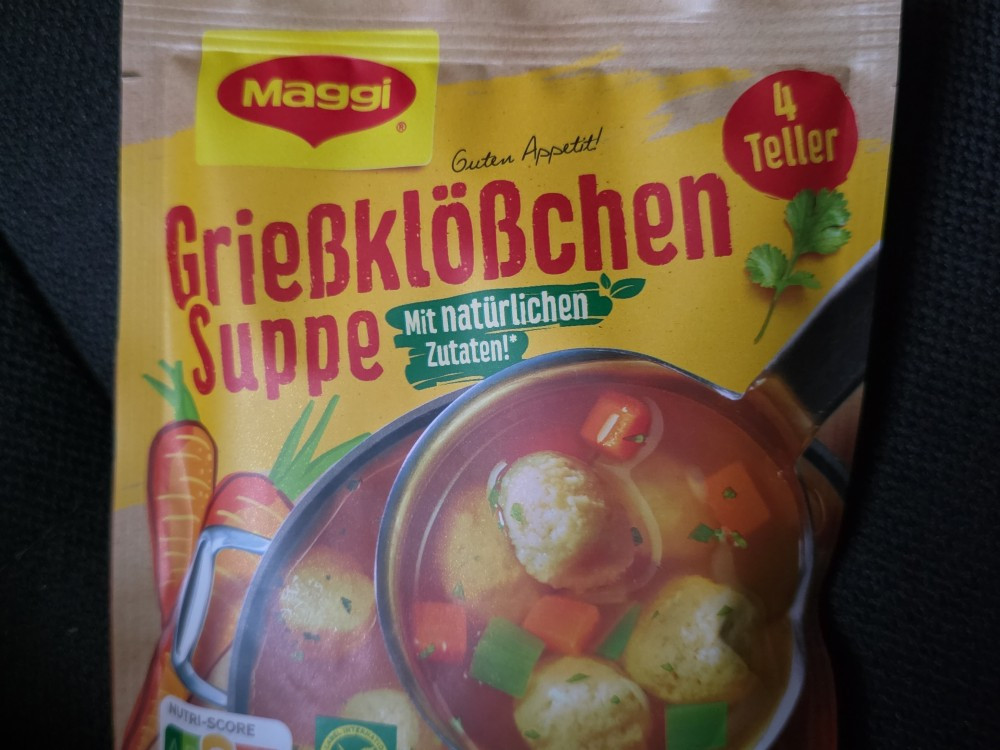 Maggi
®
4
Teller
Guten Appetit!
Grießklößchen
Suppe
Mit natürlichen
Zutaten!*
NUTRI-SCORE